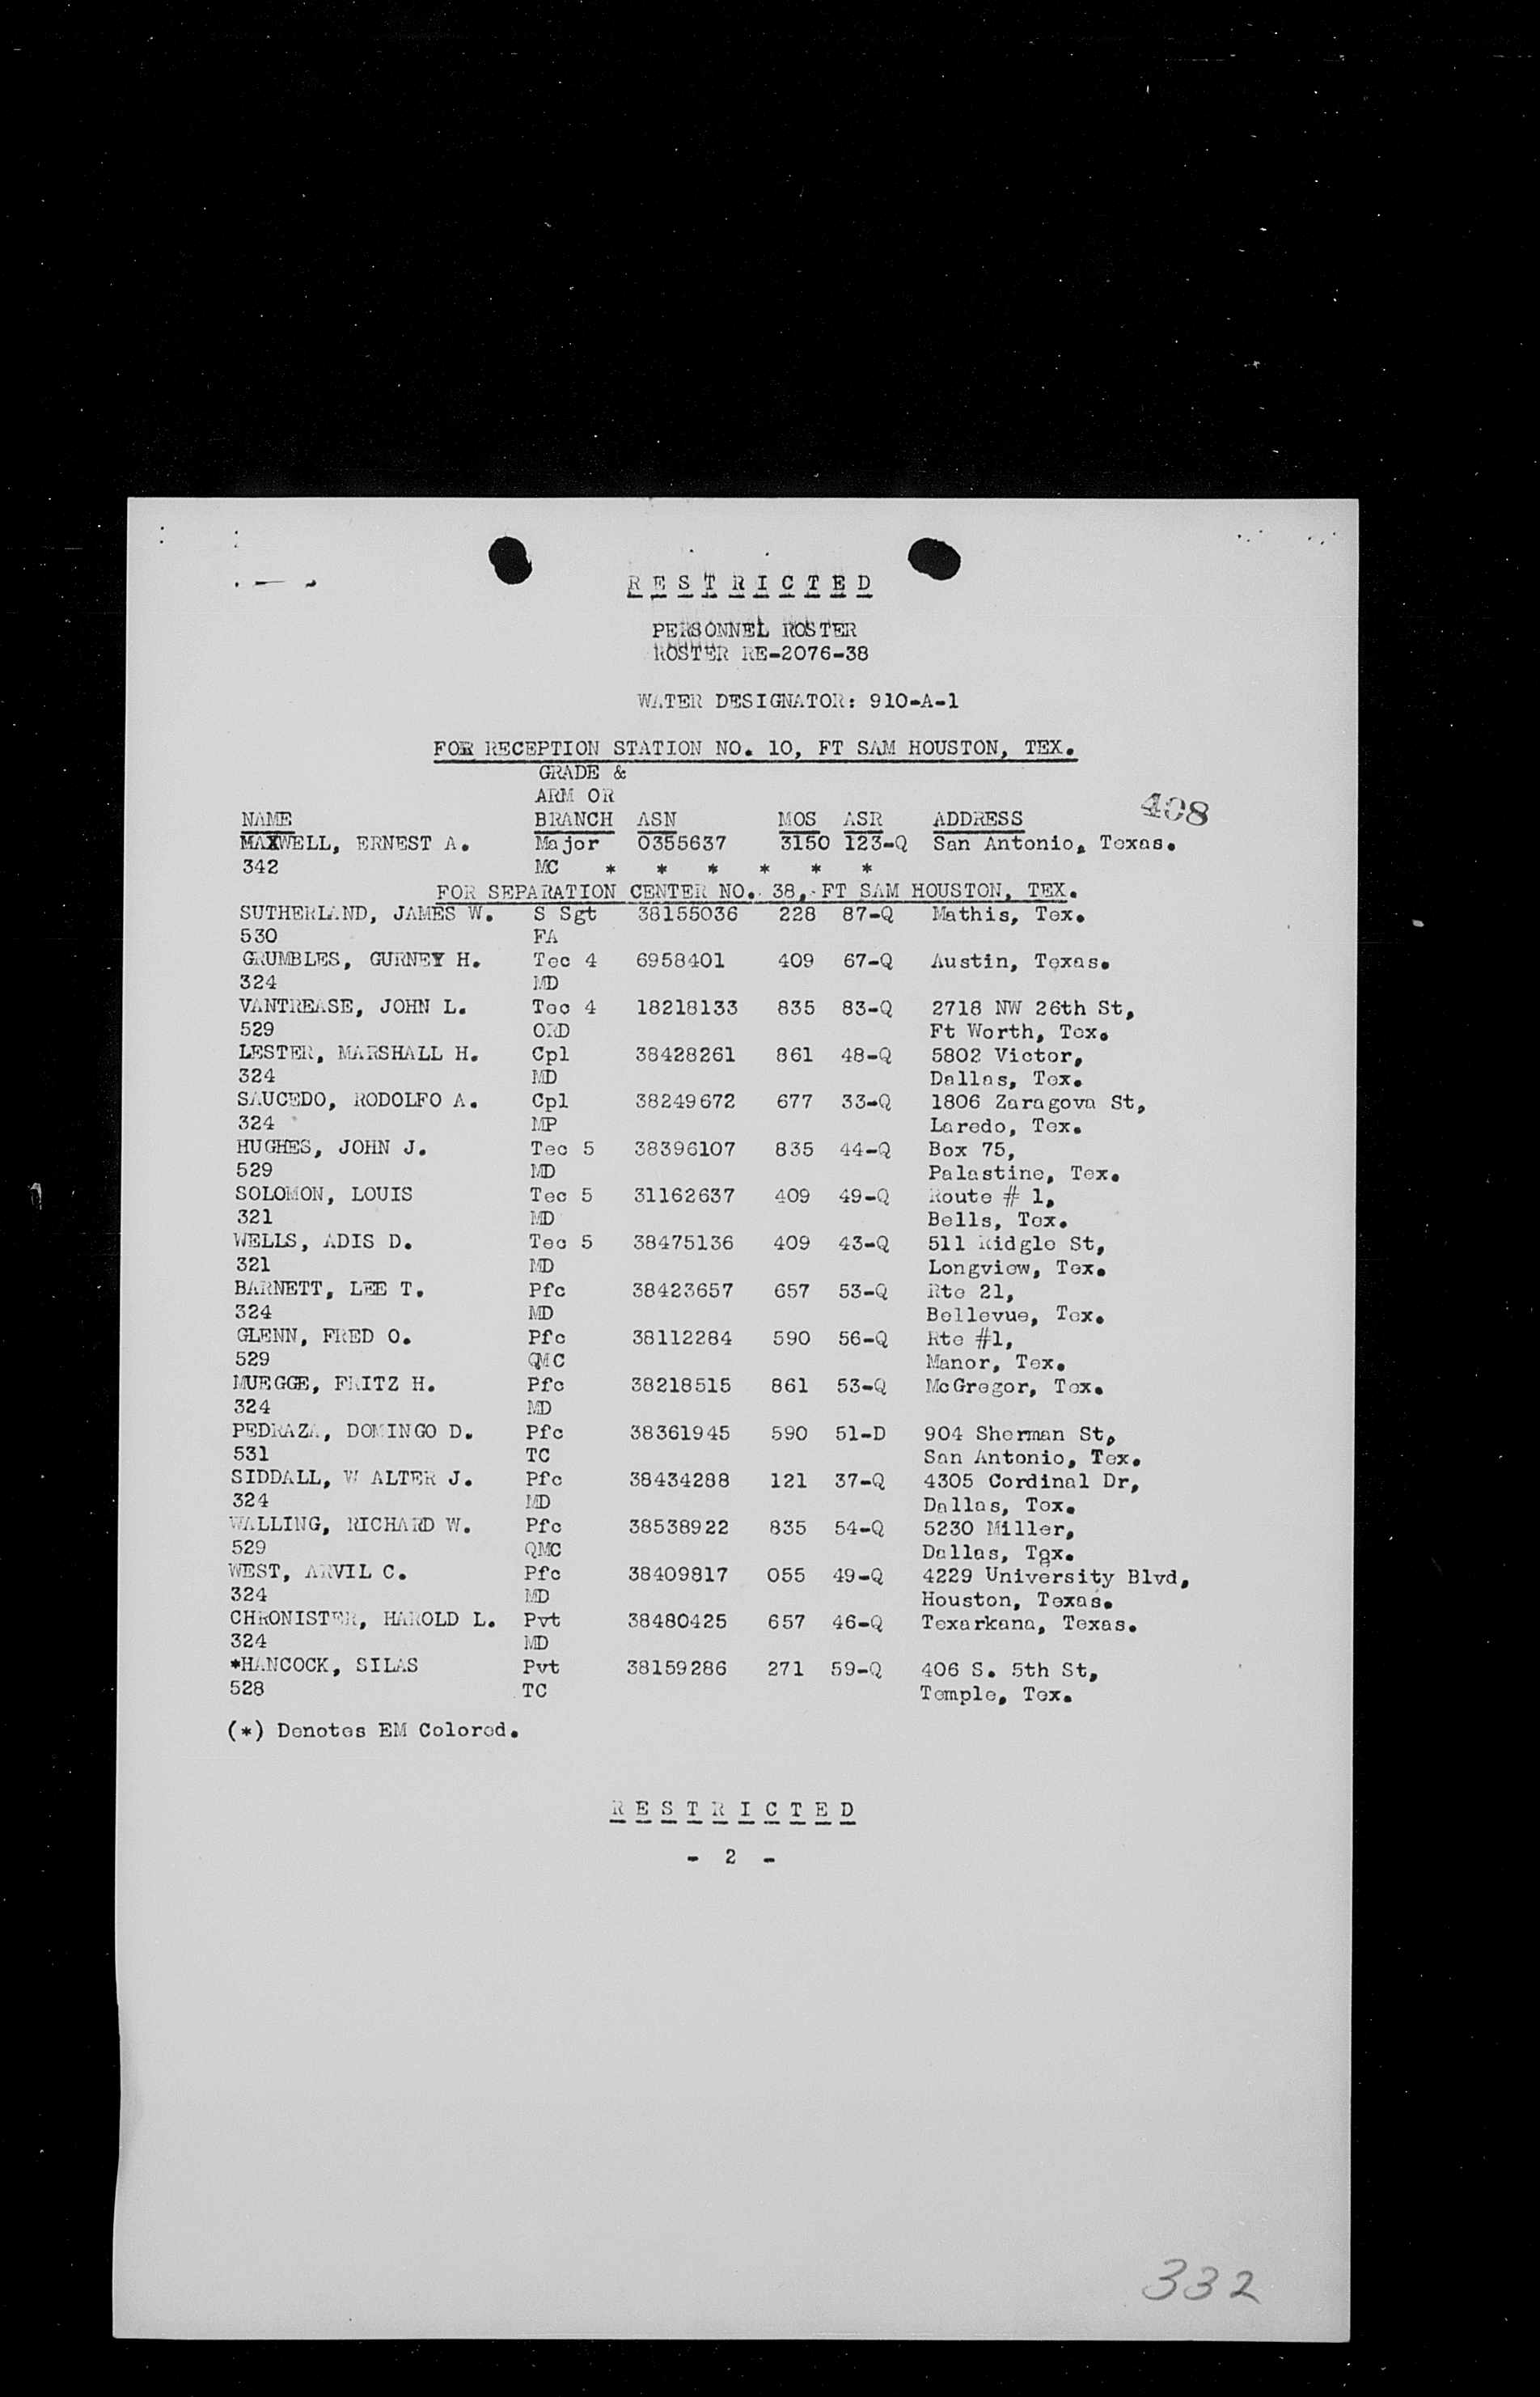 R E S T R I C T E D
PERSONNEL ROSTER
ROSTER RE-2076-38
WATER DESIGNATOR: 910-A-1
FOR RECEPTION STATION NO. 10, FT SAM HOUSTON, TEX.
GRADE &
ARM OR
408
NAME BRANCH ASN MOS ASR ADDRESS
MAXWELL, ERNEST A. Major 0355637 3150 123-Q San Antonio, Texas.
342 MC * * * * * *
FOR SEPARATION CENTER NO. 38, FT SAM HOUSTON, TEX.
SUTHERLAND, JAMES W. S Sgt 38155036 228 87-Q Mathis, Tex.
530 FA
GRUMBLES, GURNEY H. Tec 4 6958401 409 67-Q Austin, Texas.
324 MD
VANTREASE, JOHN L. Tec 4 18218133 835 83-Q 2718 NW 26th St,
529 ORD Ft Worth, Tex.
LESTER, MARSHALL H. Cpl 38428261 861 48-Q 5802 Victor,
324 MD Dallas, Tex.
SAUCEDO, RODOLFO A. Cpl 38249672 677 33-Q 1806 Zaragova St,
324 MP Laredo, Tex.
HUGHES, JOHN J. Tec 5 38396107 835 44-Q Box 75,
529 MD Palastine, Tex.
SOLOMON, LOUIS Tec 5 31162637 409 49-Q Route # 1,
321 MD Bells, Tex.
WELLS, ADIS D. Tec 5 38475136 409 43-Q 511 Ridgle St,
321 MD Longview, Tex.
BARNETT, LEE T. Pfc 38423657 657 53-Q Rte 21,
324 MD Bellevue, Tex.
GLENN, FRED O. Pfc 38112284 590 56-Q Rte #1,
529 QMC Manor, Tex.
MUEGGE, FRITZ H. Pfc 38218515 861 53-Q McGregor, Tex.
324 MD
PEDRAZA, DOMINGO D. Pfc 38361945 590 51-D 904 Sherman St,
531 TC San Antonio, Tex.
SIDDALL, W ALTER J. Pfc 38434288 121 37-Q 4305 Cordinal Dr,
324 MD Dallas, Tex.
WALLING, RICHARD W. Pfc 38538922 835 54-Q 5230 Miller,
529 QMC Dallas, Tex.
WEST, ARVIL C. Pfc 38409817 055 49-Q 4229 University Blvd,
324 MD Houston, Texas.
CHRONISTER, HAROLD L. Pvt 38480425 657 46-Q Texarkana, Texas.
324 MD
*HANCOCK, SILAS Pvt 38159286 271 59-Q 406 S. 5th St,
528 TC Temple, Tex.
(*) Denotes EM Colored.
R E S T R I C T E D
- 2 -
332